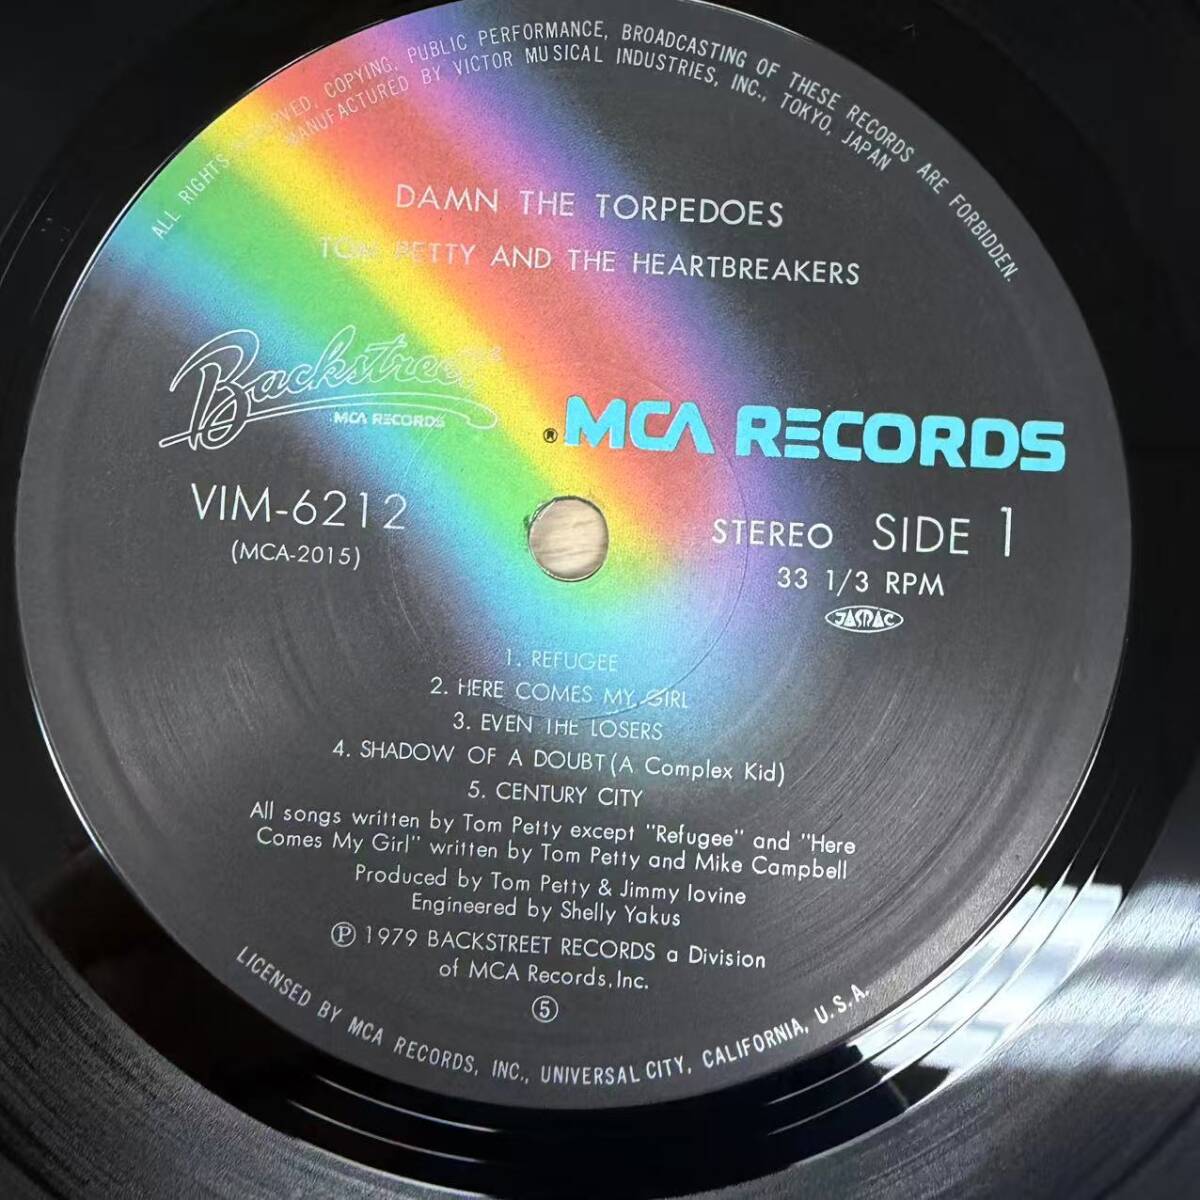 ALL RIGHTS RESERVED, COPYING, PUBLIC PERFORMANCE, BROADCASTING OF THESE RECORDS ARE FORBIDDEN.
MANUFACTURED BY VICTOR MUSICAL INDUSTRIES, INC., TOKYO, JAPAN
DAMN THE TORPEDOES
TOM PETTY AND THE HEARTBREAKERS
Backstreet
MCA RECORDS
® MCA RECORDS
VIM-6212
(MCA-2015)
STEREO SIDE 1
33 1/3 RPM
JASRAC
1. REFUGEE
2. HERE COMES MY GIRL
3. EVEN THE LOSERS
4. SHADOW OF A DOUBT (A Complex Kid)
5. CENTURY CITY
All songs written by Tom Petty except "Refugee" and "Here
Comes My Girl" written by Tom Petty and Mike Campbell
Produced by Tom Petty & Jimmy Iovine
Engineered by Shelly Yakus
Ⓟ 1979 BACKSTREET RECORDS a Division
of MCA Records, Inc.
⑤
LICENSED BY MCA RECORDS, INC., UNIVERSAL CITY, CALIFORNIA, U.S.A.